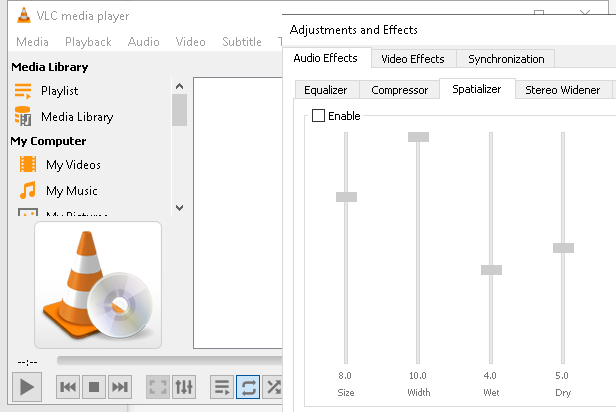 VLC media player
Media Playback Audio Video Subtitle
Media Library
Playlist
Media Library
My Computer
My Videos
My Music
My Pictures
--:--
Adjustments and Effects
Audio Effects Video Effects Synchronization
Equalizer Compressor Spatializer Stereo Widener
Enable
8.0 10.0 4.0 5.0
Size Width Wet Dry